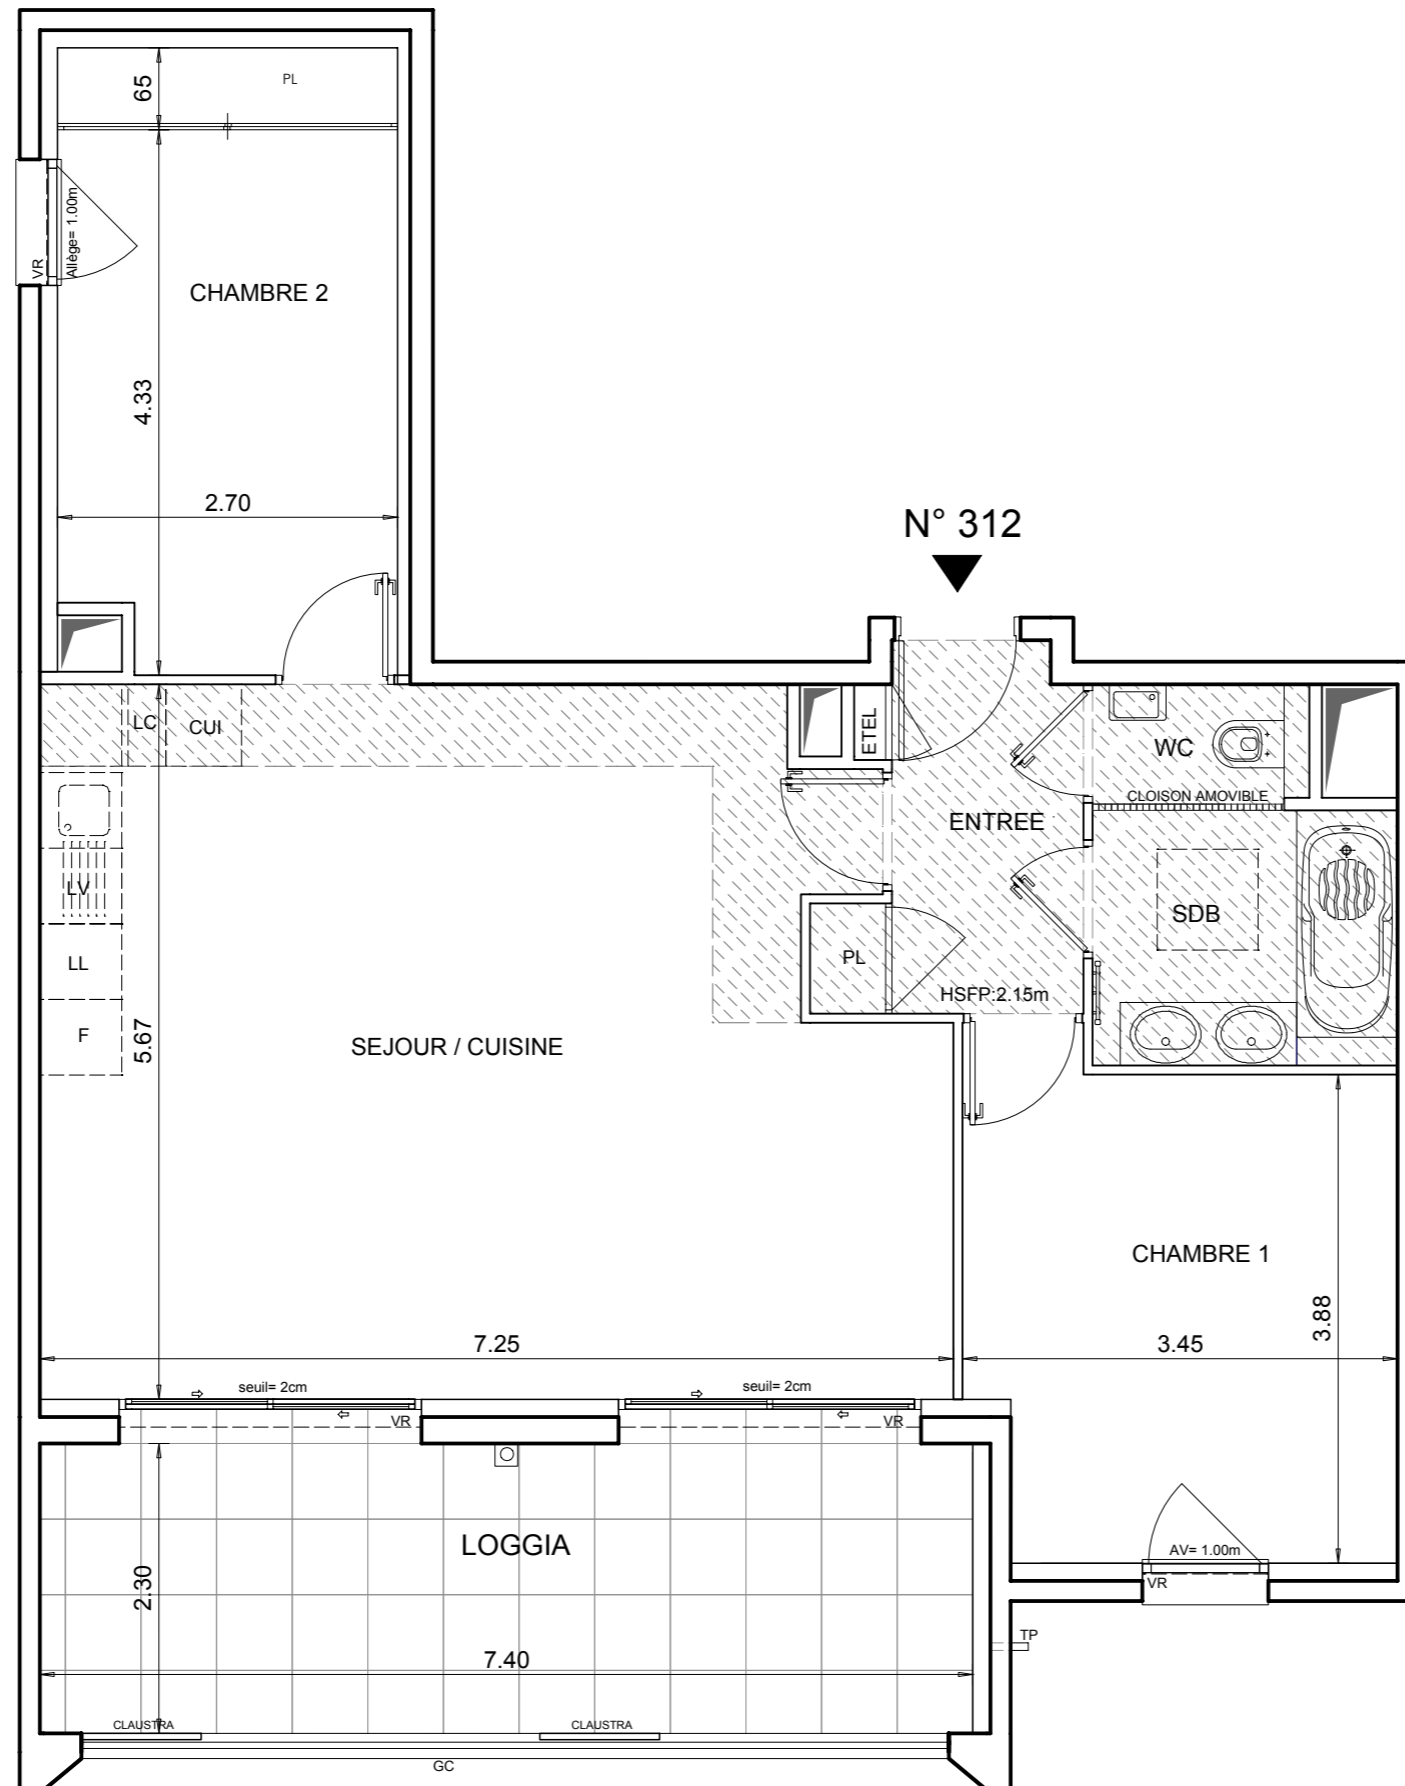 65
PL
VR
Allège= 1.00m
CHAMBRE 2
4.33
2.70
N° 312
LC
CUI
ETEL
WC
CLOISON AMOVIBLE
ENTREE
LV
SDB
PL
LL
HSFP:2.15m
F
5.67
SEJOUR / CUISINE
CHAMBRE 1
3.88
7.25
3.45
seuil= 2cm
seuil= 2cm
VR
VR
LOGGIA
AV= 1.00m
VR
2.30
TP
7.40
CLAUSTRA
CLAUSTRA
GC